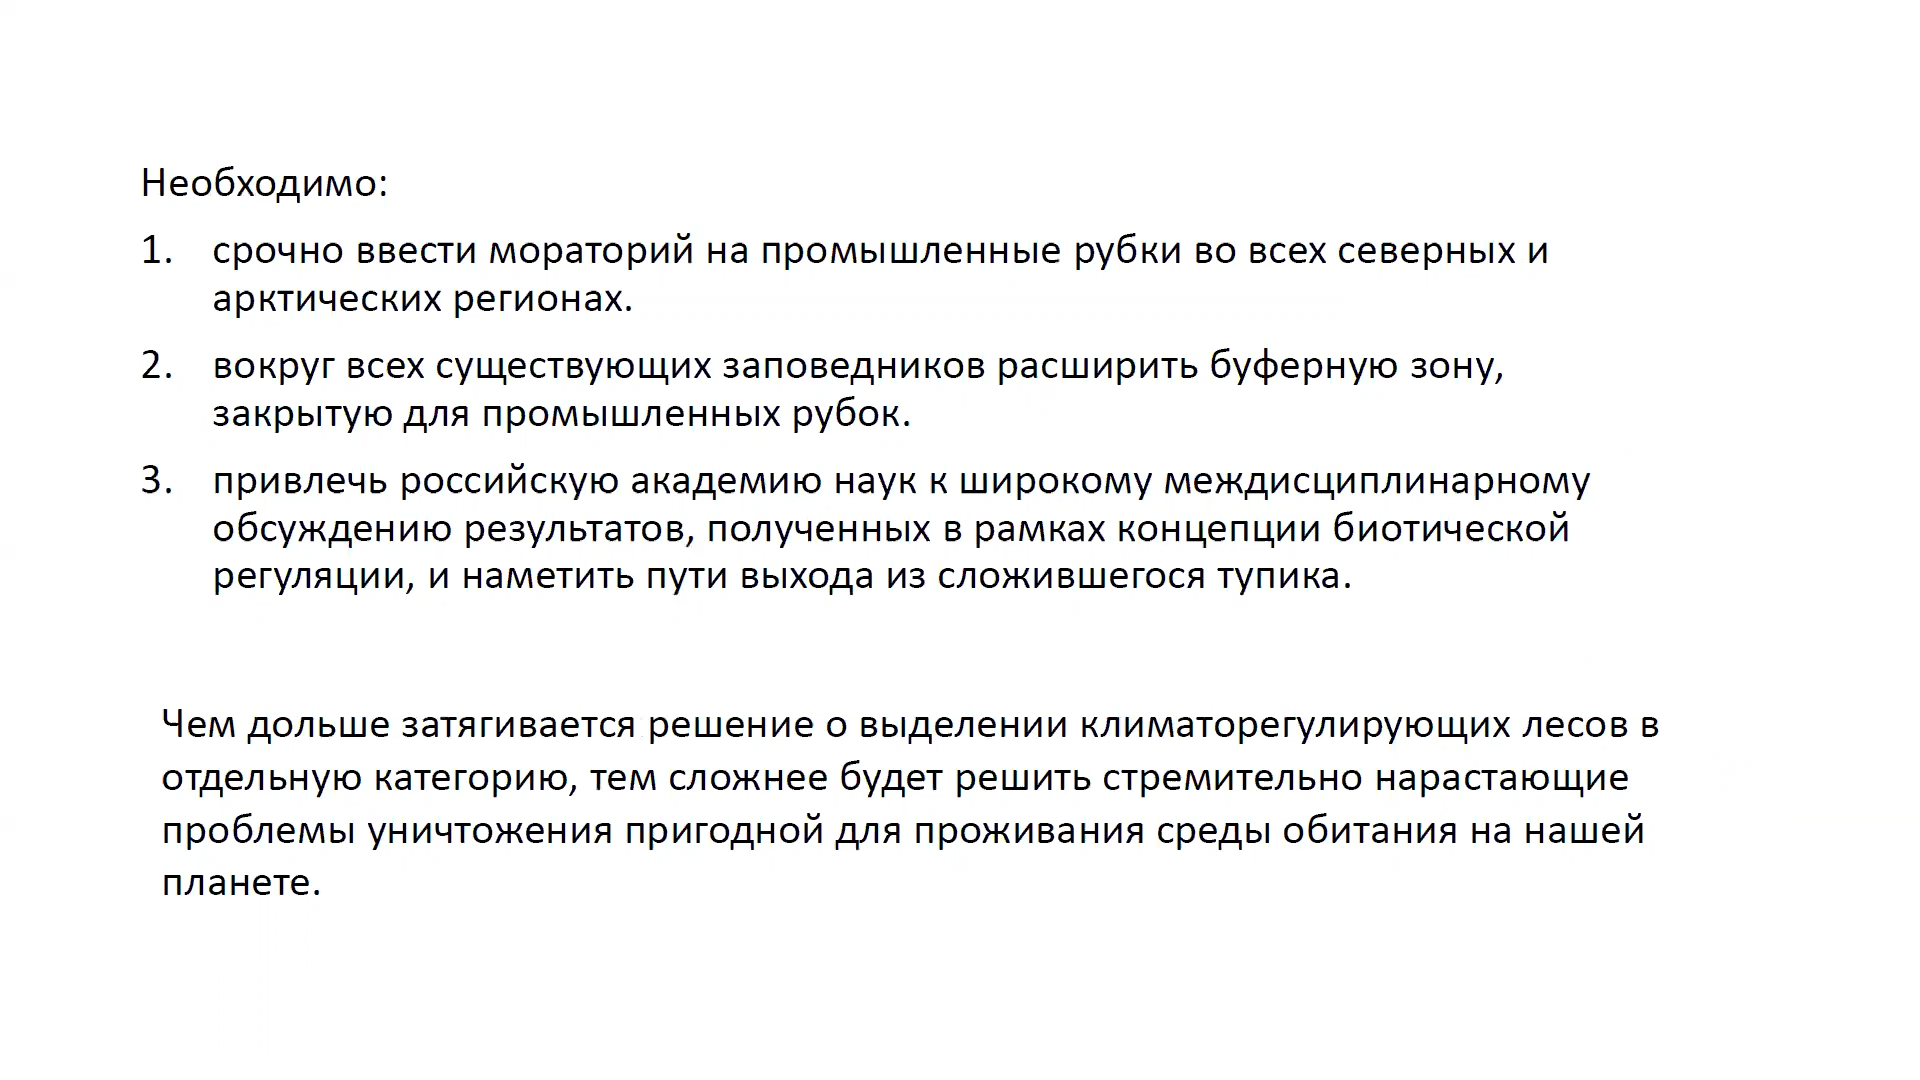 Необходимо:
1. срочно ввести мораторий на промышленные рубки во всех северных и
арктических регионах.
2. вокруг всех существующих заповедников расширить буферную зону,
закрытую для промышленных рубок.
3. привлечь российскую академию наук к широкому междисциплинарному
обсуждению результатов, полученных в рамках концепции биотической
регуляции, и наметить пути выхода из сложившегося тупика.
Чем дольше затягивается решение о выделении климаторегулирующих лесов в
отдельную категорию, тем сложнее будет решить стремительно нарастающие
проблемы уничтожения пригодной для проживания среды обитания на нашей
планете.